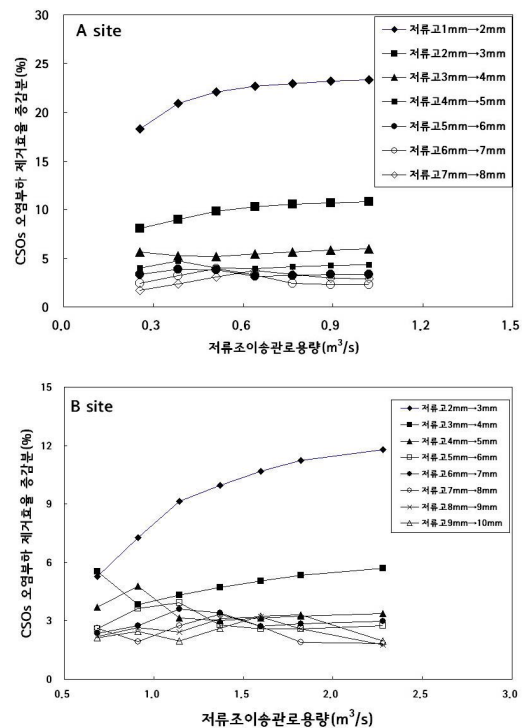 A site
CSOs 오염부하 제거효율 증감분(%)
30
25
20
15
10
5
0
0.0
0.3
0.6
0.9
1.2
1.5
저류조이송관로용량(m³/s)
저류고1mm→2mm
저류고2mm→3mm
저류고3mm→4mm
저류고4mm→5mm
저류고5mm→6mm
저류고6mm→7mm
저류고7mm→8mm
B site
CSOs 오염부하 제거효율 증감분(%)
15
12
9
6
3
0
0.5
1.0
1.5
2.0
2.5
3.0
저류조이송관로용량(m³/s)
저류고2mm→3mm
저류고3mm→4mm
저류고4mm→5mm
저류고5mm→6mm
저류고6mm→7mm
저류고7mm→8mm
저류고8mm→9mm
저류고9mm→10mm